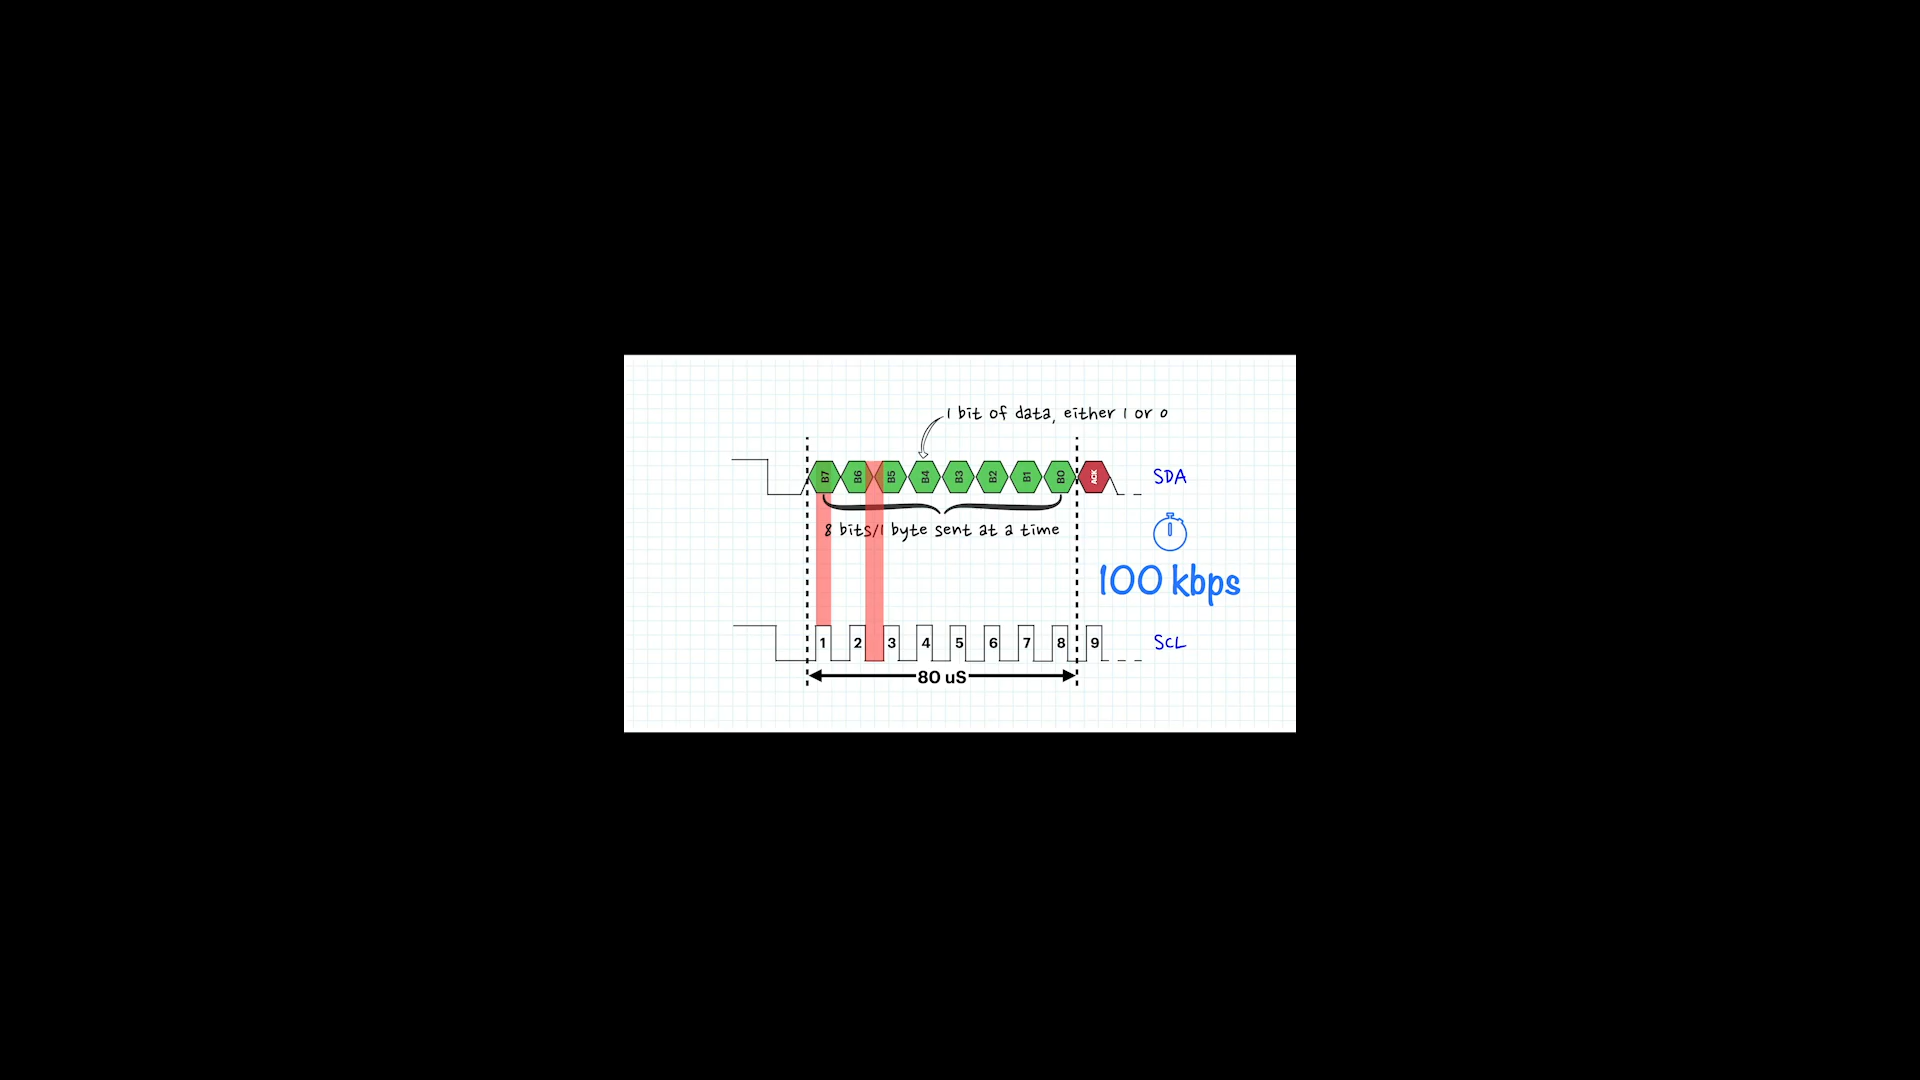 1 bit of data, either 1 or 0
B7 B6 B5 B4 B3 B2 B1 B0 ACK SDA
8 bits/1 byte sent at a time
100 kbps
1 2 3 4 5 6 7 8 9 SCL
80 uS